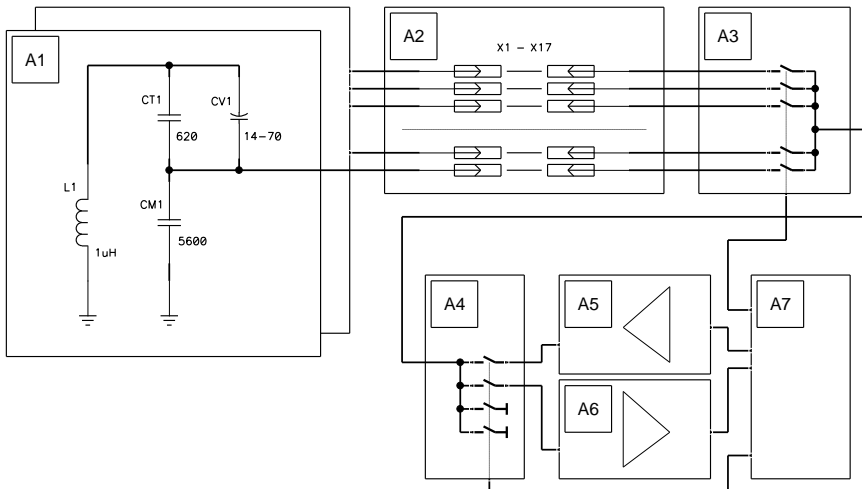 A1
A2
A3
X1 – X17
CT1
CV1
620
14–70
L1
CM1
5600
1uH
A4
A5
A7
A6